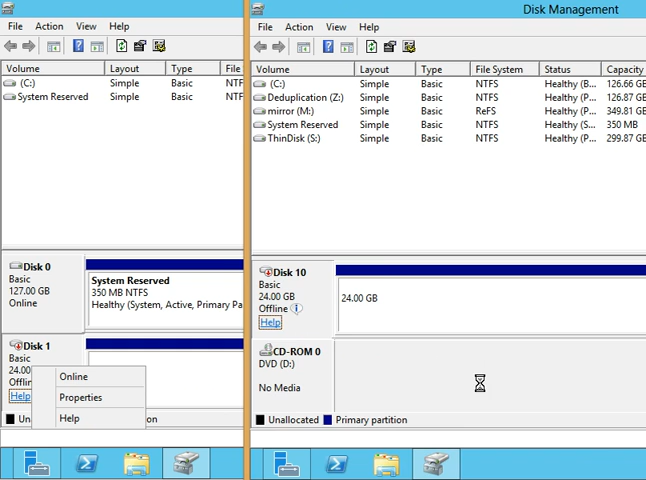 File Action View Help
Volume Layout Type File
(C:) Simple Basic NTF
System Reserved Simple Basic NTF
Disk 0
Basic
127.00 GB
Online
System Reserved
350 MB NTFS
Healthy (System, Active, Primary Pa
Disk 1
Basic
24.00
Offlin
Help
Online
Properties
Help
Una
on
Disk Management
File Action View Help
Volume Layout Type File System Status Capacity
(C:) Simple Basic NTFS Healthy (B... 126.66 G
Deduplication (Z:) Simple Basic NTFS Healthy (P... 126.87 G
mirror (M:) Simple Basic ReFS Healthy (P... 349.81 G
System Reserved Simple Basic NTFS Healthy (S... 350 MB
ThinDisk (S:) Simple Basic NTFS Healthy (P... 299.87 G
Disk 10
Basic
24.00 GB
Offline
Help
24.00 GB
CD-ROM 0
DVD (D:)
No Media
Unallocated Primary partition